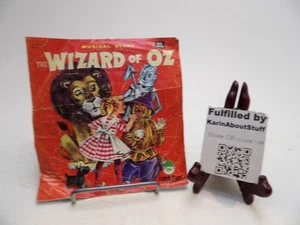 MUSICAL STORY
THE WIZARD OF OZ
Fulfilled by
KarinAboutStuff